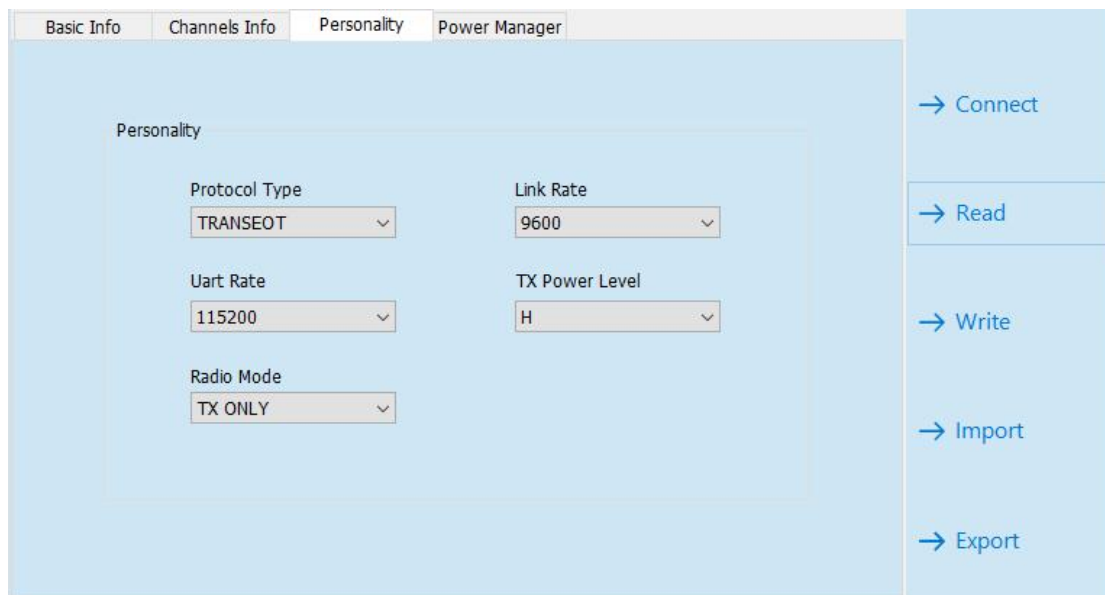 Basic Info Channels Info Personality Power Manager
→ Connect
Personality
Protocol Type Link Rate
TRANSEOT 9600
→ Read
Uart Rate TX Power Level
115200 H
→ Write
Radio Mode
TX ONLY
→ Import
→ Export